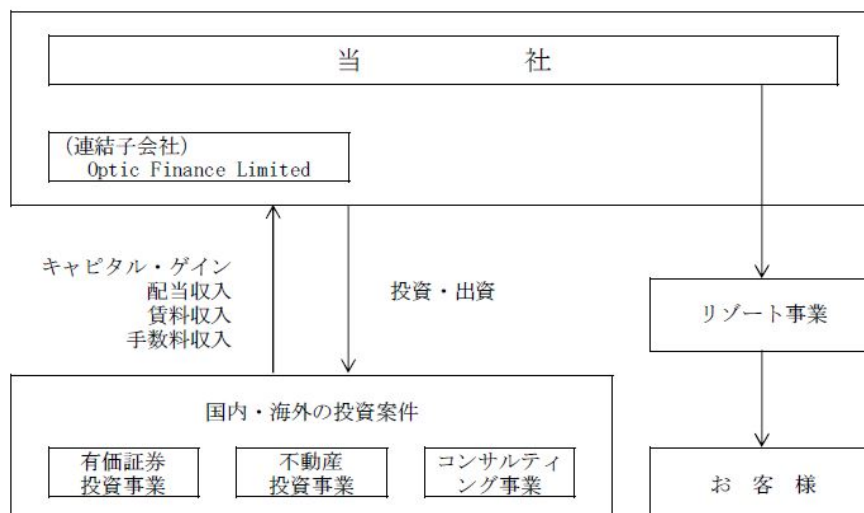 当　　　　社
(連結子会社)
Optic Finance Limited
キャピタル・ゲイン
配当収入
賃料収入
手数料収入
投資・出資
リゾート事業
国内・海外の投資案件
有価証券
投資事業
不動産
投資事業
コンサルティ
ング事業
お　客　様